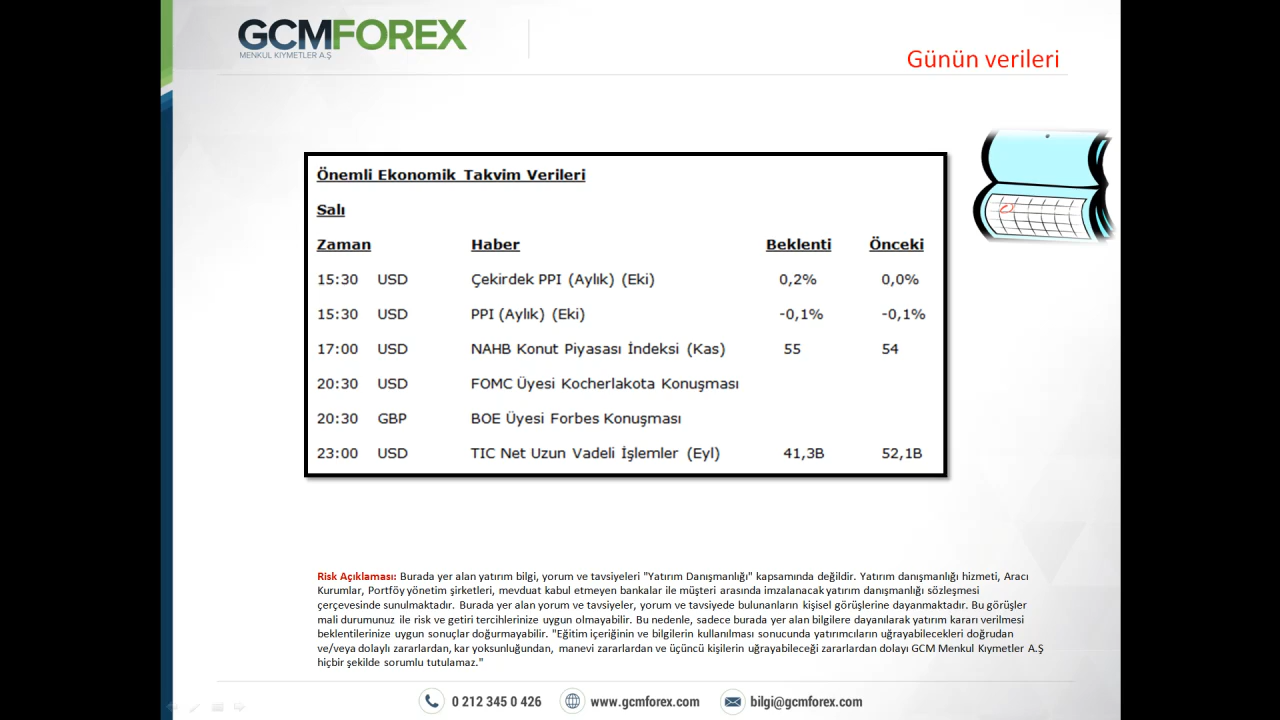 GCMFOREX
MENKUL KIYMETLER A.Ş
Günün verileri
Önemli Ekonomik Takvim Verileri
Salı
Zaman Haber Beklenti Önceki
15:30 USD Çekirdek PPI (Aylık) (Eki) 0,2% 0,0%
15:30 USD PPI (Aylık) (Eki) -0,1% -0,1%
17:00 USD NAHB Konut Piyasası İndeksi (Kas) 55 54
20:30 USD FOMC Üyesi Kocherlakota Konuşması
20:30 GBP BOE Üyesi Forbes Konuşması
23:00 USD TIC Net Uzun Vadeli İşlemler (Eyl) 41,3B 52,1B
Risk Açıklaması: Burada yer alan yatırım bilgi, yorum ve tavsiyeleri "Yatırım Danışmanlığı" kapsamında değildir. Yatırım danışmanlığı hizmeti, Aracı
Kurumlar, Portföy yönetim şirketleri, mevduat kabul etmeyen bankalar ile müşteri arasında imzalanacak yatırım danışmanlığı sözleşmesi
çerçevesinde sunulmaktadır. Burada yer alan yorum ve tavsiyeler, yorum ve tavsiyede bulunanların kişisel görüşlerine dayanmaktadır. Bu görüşler
mali durumunuz ile risk ve getiri tercihlerinize uygun olmayabilir. Bu nedenle, sadece burada yer alan bilgilere dayanılarak yatırım kararı verilmesi
beklentilerinize uygun sonuçlar doğurmayabilir. "Eğitim içeriğinin ve bilgilerin kullanılması sonucunda yatırımcıların uğrayabilecekleri doğrudan
ve/veya dolaylı zararlardan, kar yoksunluğundan, manevi zararlardan ve üçüncü kişilerin uğrayabileceği zararlardan dolayı GCM Menkul Kıymetler A.Ş
hiçbir şekilde sorumlu tutulamaz."
0 212 345 0 426 www.gcmforex.com bilgi@gcmforex.com